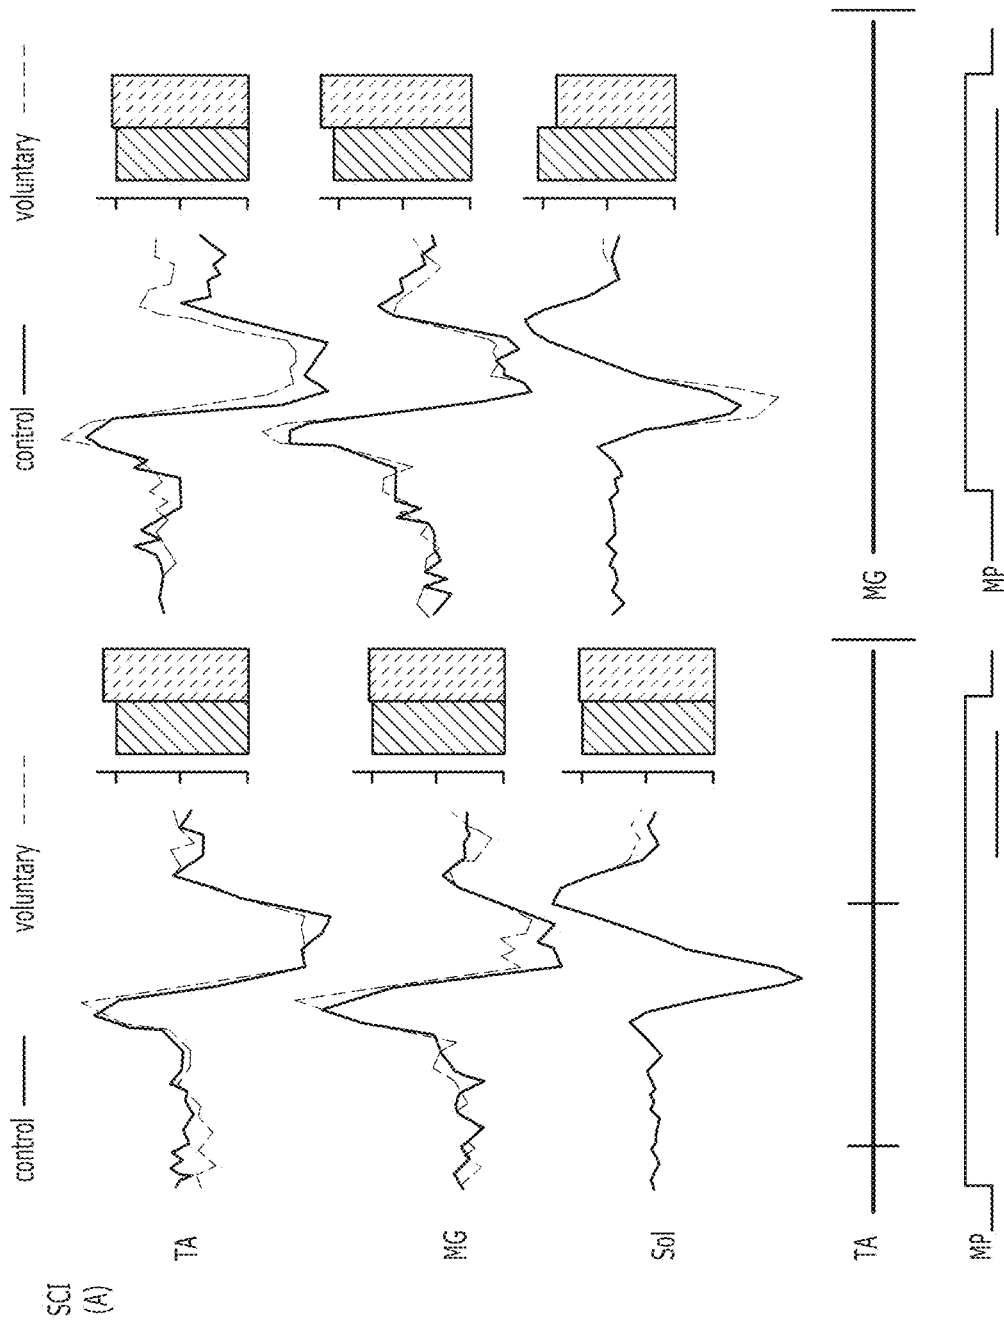 SCI
(A)
control voluntary control voluntary
TA
MG
Sol
TA MG
MP MP